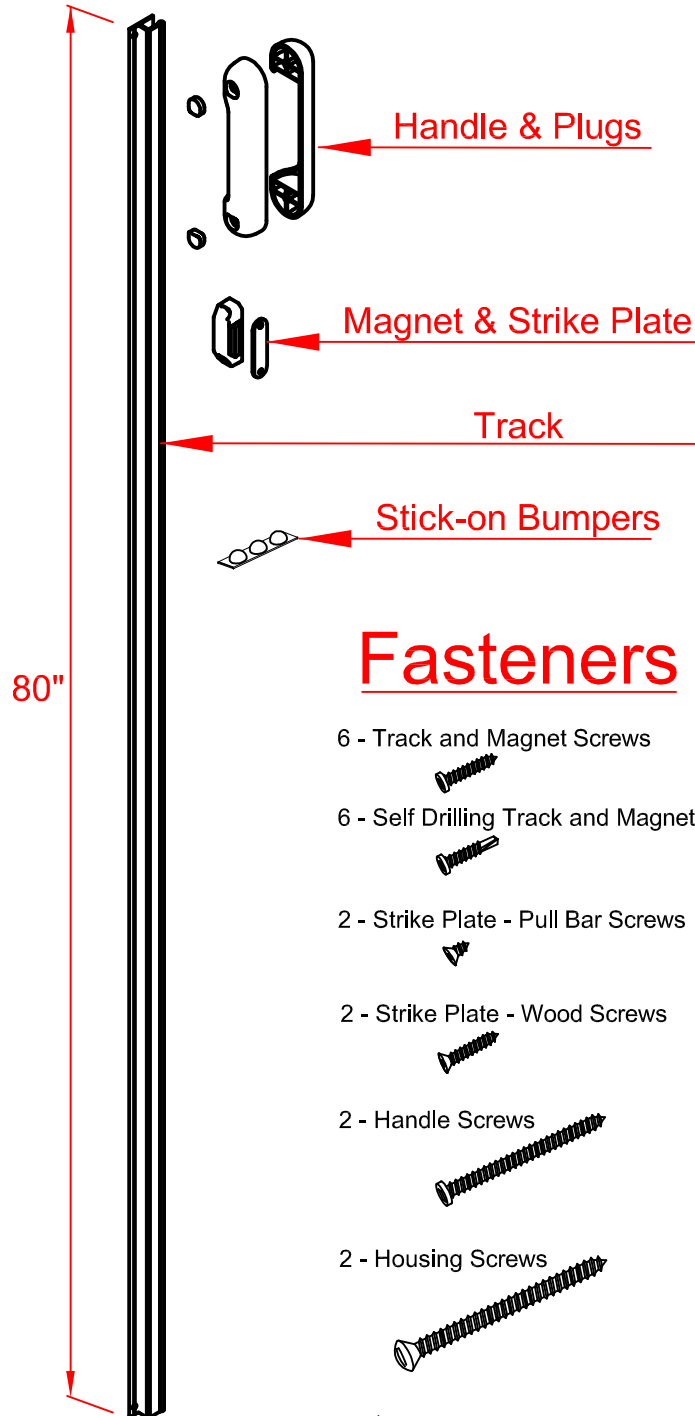 Handle & Plugs
Magnet & Strike Plate
Track
Stick-on Bumpers
80"
Fasteners
6 - Track and Magnet Screws
6 - Self Drilling Track and Magnet
2 - Strike Plate - Pull Bar Screws
2 - Strike Plate - Wood Screws
2 - Handle Screws
2 - Housing Screws